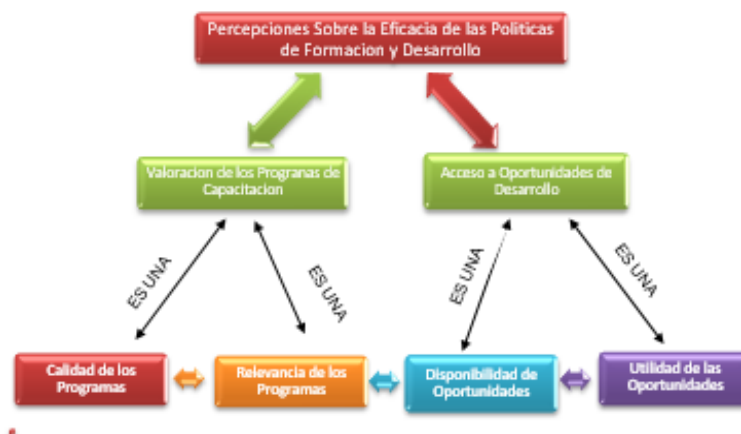 Percepciones Sobre la Eficacia de las Politicas
de Formacion y Desarrollo
Valoracion de los Progranas de
Capacitacion
Acceso a Oportunidades de
Desarrollo
ES UNA
ES UNA
ES UNA
ES UNA
Calidad de los
Programas
Relevancia de los
Programas
Disponibilidad de
Oportunidades
Utilidad de las
Oportunidades